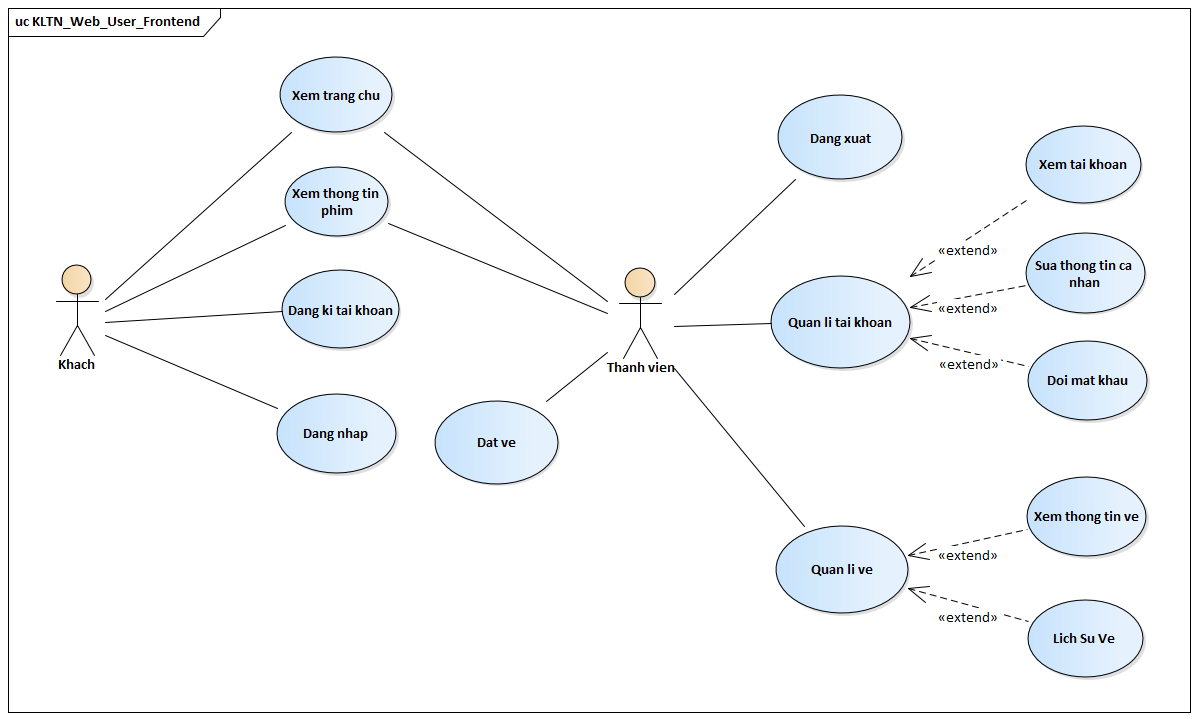 uc KLTN_Web_User_Frontend
Xem trang chu
Xem thong tin
phim
Dang ki tai khoan
Dang nhap
Khach
Thanh vien
Dat ve
Dang xuat
Quan li tai khoan
Quan li ve
Xem tai khoan
«extend»
Sua thong tin ca
nhan
«extend»
Doi mat khau
«extend»
Xem thong tin ve
«extend»
Lich Su Ve
«extend»